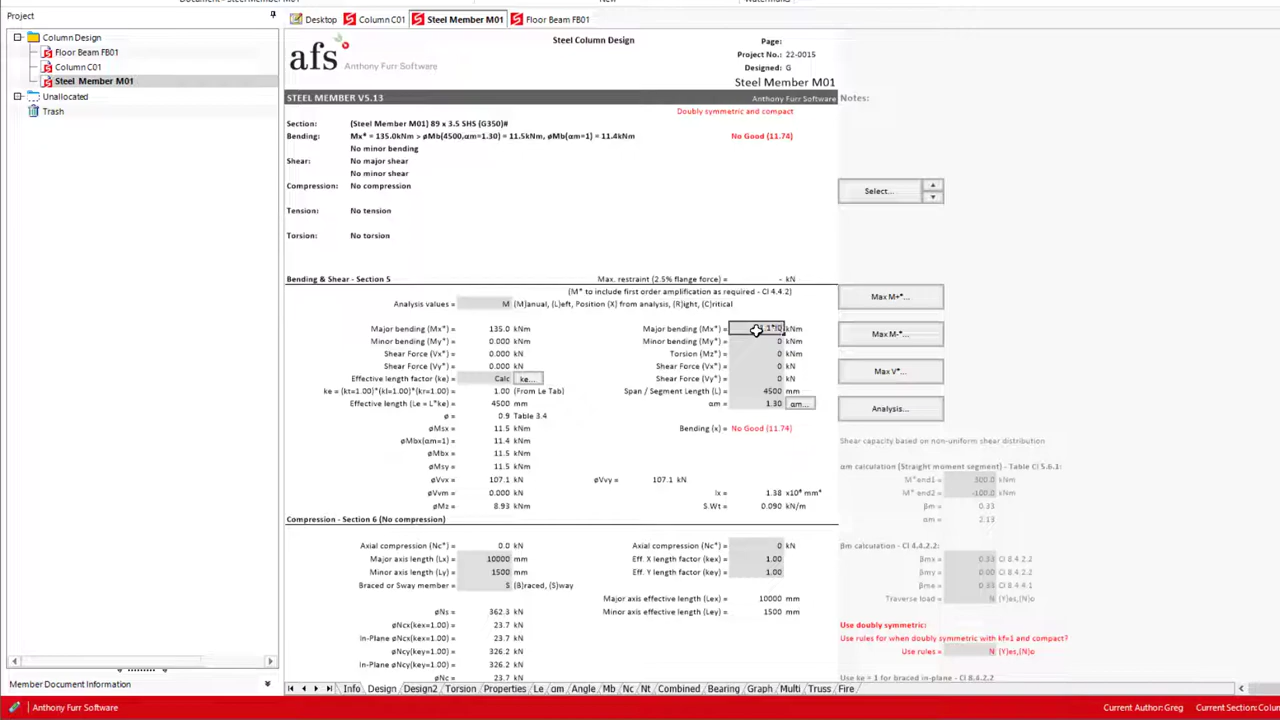 Project
Desktop
Column C01
Steel Member M01
Floor Beam FB01
Column Design
Floor Beam FB01
Column C01
Steel Member M01
Unallocated
Trash
afs Anthony Furr Software
Steel Column Design
Page:
Project No.: 22-0015
Designed: G
Steel Member M01
STEEL MEMBER V5.13
Anthony Furr Software
Notes:
Doubly symmetric and compact
Section: (Steel Member M01) 89 x 3.5 SHS (G350)#
Bending: Mx* = 135.0kNm > øMb(4500,αm=1.30) = 11.5kNm, øMb(αm=1) = 11.4kNm No Good (11.74)
No minor bending
Shear: No major shear
No minor shear
Compression: No compression
Tension: No tension
Torsion: No torsion
Select...
Bending & Shear - Section 5 Max. restraint (2.5% flange force) = - kN
(M* to include first order amplification as required - Cl 4.4.2)
Analysis values = M (M)anual, (L)eft, Position (X) from analysis, (R)ight, (C)ritical
Max M+*...
Major bending (Mx*) = 135.0 kNm Major bending (Mx*) = kNm
Max M-*...
Minor bending (My*) = 0.000 kNm Minor bending (My*) = 0 kNm
Shear Force (Vx*) = 0.000 kN Torsion (Mz*) = 0 kNm
Shear Force (Vy*) = 0.000 kN Shear Force (Vx*) = 0 kN
Max V*...
Effective length factor (ke) = Calc ke... Shear Force (Vy*) = 0 kN
ke = (kt=1.00)*(kl=1.00)*(kr=1.00) = 1.00 (From Le Tab) Span / Segment Length (L) = 4500 mm
Effective length (Le = L*ke) = 4500 mm αm = 1.30 αm...
Analysis...
ø = 0.9 Table 3.4
øMsx = 11.5 kNm Bending (x) = No Good (11.74)
øMbx(αm=1) = 11.4 kNm
Shear capacity based on non-uniform shear distribution
øMbx = 11.5 kNm
øMsy = 11.5 kNm
αm calculation (Straight moment segment) - Table Cl 5.6.1:
øVvx = 107.1 kN øVvy = 107.1 kN
M*end1 = 300.0 kNm
øVvm = 0.000 kN Ix = 1.38 x10⁶ mm⁴
M*end2 = -100.0 kNm
øMz = 8.93 kNm S.Wt = 0.090 kN/m
βm = 0.33
αm = 2.13
Compression - Section 6 (No compression)
Axial compression (Nc*) = 0.0 kN Axial compression (Nc*) = 0 kN
βm calculation - Cl 4.4.2.2:
Major axis length (Lx) = 10000 mm Eff. X length factor (kex) = 1.00
βmx = 0.33 Cl 8.4.2.2
Minor axis length (Ly) = 1500 mm Eff. Y length factor (key) = 1.00
βmy = 0.00 Cl 8.4.2.2
Braced or Sway member = S (B)raced, (S)way
βme = 0.33 Cl 8.4.4.1
Major axis effective length (Lex) = 10000 mm
Traverse load = N (Y)es,(N)o
øNs = 362.3 kN Minor axis effective length (Ley) = 1500 mm
øNcx(kex=1.00) = 23.7 kN
Use doubly symmetric:
In-Plane øNcx(kex=1.00) = 23.7 kN
Use rules for when doubly symmetric with kf=1 and compact?
øNcy(kex=1.00) = 326.2 kN
Use rules = N (Y)es,(N)o
In-Plane øNcy(kex=1.00) = 326.2 kN
øNc = 23.7 kN
Use ke = 1 for braced in-plane - Cl 8.4.2.2
Member Document Information
Info Design Design2 Torsion Properties Le αm Angle Mb Nc Nt Combined Bearing Graph Multi Truss Fire
Anthony Furr Software
Current Author: Greg
Current Section: